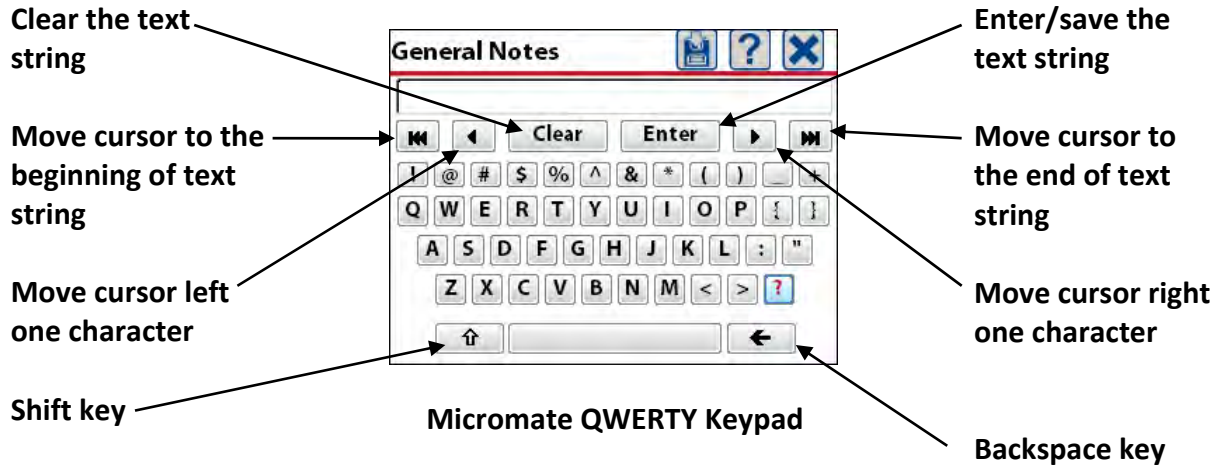 Clear the text
string
Enter/save the
text string
General Notes
?
Move cursor to the
beginning of text
string
Clear Enter
Move cursor to
the end of text
string
! @ # $ % ^ & * ( ) _ +
Q W E R T Y U I O P { }
A S D F G H J K L : "
Z X C V B N M < > ?
Move cursor left
one character
Move cursor right
one character
Shift key
Micromate QWERTY Keypad
Backspace key